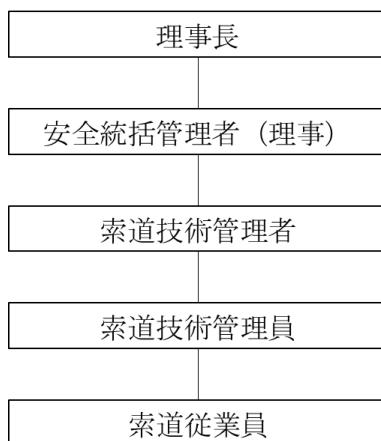 理事長
安全統括管理者（理事）
索道技術管理者
索道技術管理員
索道従業員